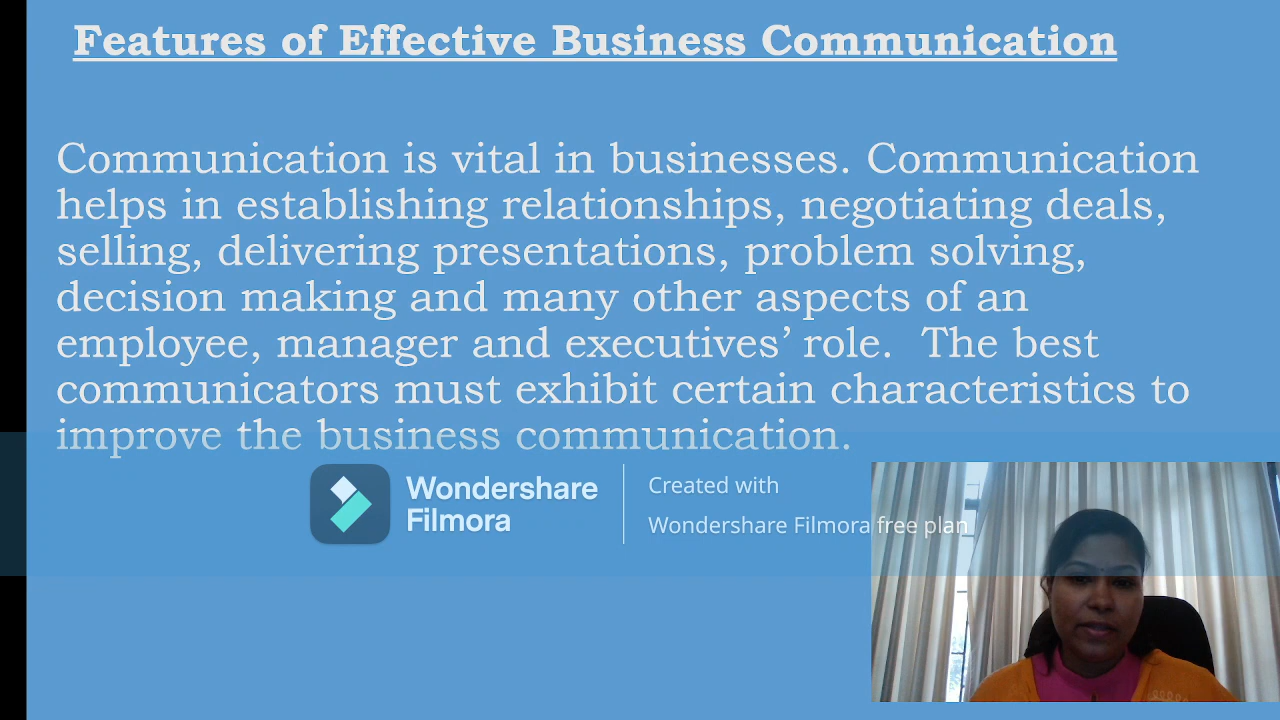 Features of Effective Business Communication
Communication is vital in businesses. Communication
helps in establishing relationships, negotiating deals,
selling, delivering presentations, problem solving,
decision making and many other aspects of an
employee, manager and executives’ role.  The best
communicators must exhibit certain characteristics to
improve the business communication.
Wondershare
Filmora
Created with
Wondershare Filmora free plan